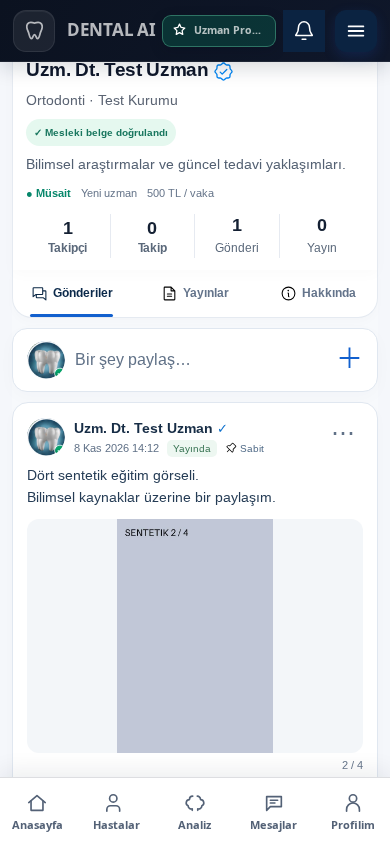 DENTAL AI
Uzman Pro...
Uzm. Dt. Test Uzman
Ortodonti · Test Kurumu
✓ Mesleki belge doğrulandı
Bilimsel araştırmalar ve güncel tedavi yaklaşımları.
● Müsait Yeni uzman 500 TL / vaka
1 0 1 0
Takipçi Takip Gönderi Yayın
Gönderiler Yayınlar Hakkında
Bir şey paylaş…
Uzm. Dt. Test Uzman ✓
8 Kas 2026 14:12 Yayında Sabit
Dört sentetik eğitim görseli.
Bilimsel kaynaklar üzerine bir paylaşım.
SENTETIK 2 / 4
2 / 4
Anasayfa Hastalar Analiz Mesajlar Profilim